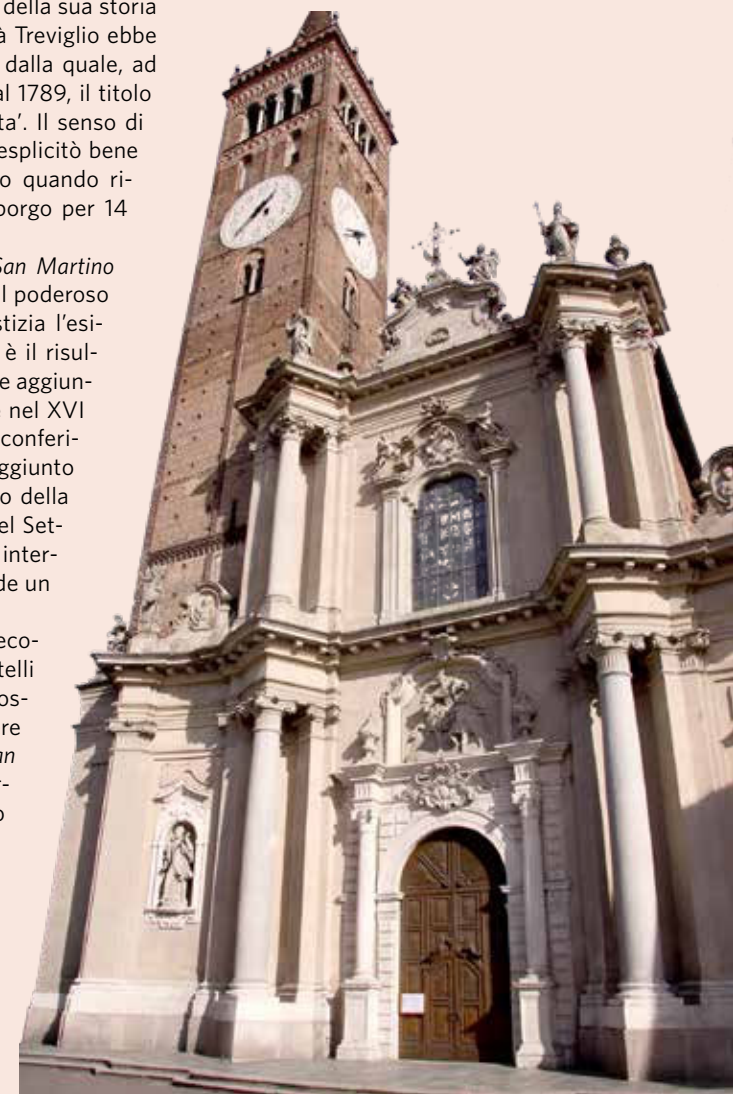 della sua storia
à Treviglio ebbe
dalla quale, ad
al 1789, il titolo
ta’. Il senso di
esplicitò bene
o quando ri-
borgo per 14
San Martino
l poderoso
tizia l’esi-
è il risul-
e aggiun-
nel XVI
conferi-
ggiunto
o della
el Set-
inter-
de un
eco-
telli
os-
re
an
r-
o